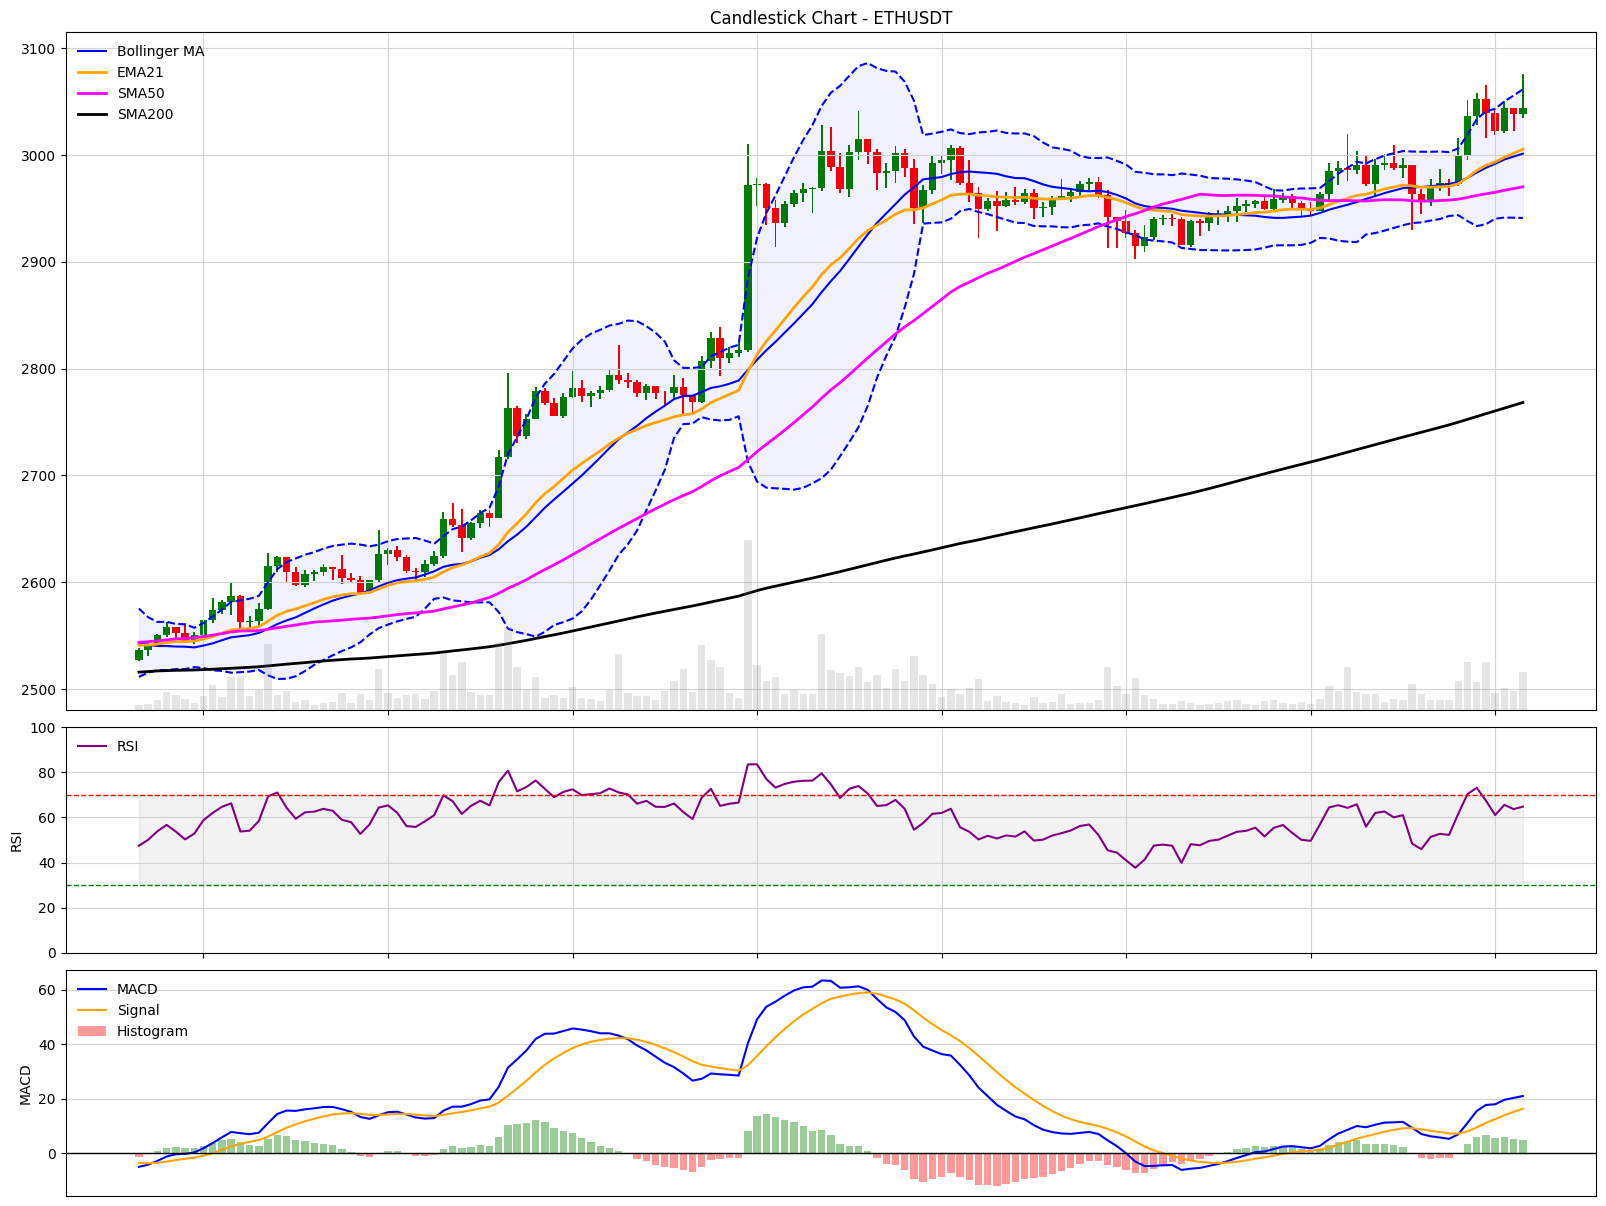 Candlestick Chart - ETHUSDT
Bollinger MA
EMA21
SMA50
SMA200
3100
3000
2900
2800
2700
2600
2500
RSI
100
80
60
40
20
0
RSI
MACD
Signal
Histogram
60
40
20
0
MACD